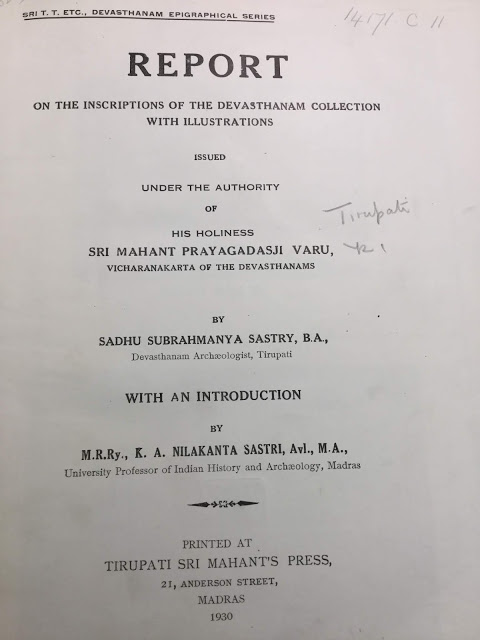 SRI T. T. ETC., DEVASTHANAM EPIGRAPHICAL SERIES
14171. C 11
REPORT
ON THE INSCRIPTIONS OF THE DEVASTHANAM COLLECTION
WITH ILLUSTRATIONS
ISSUED
UNDER THE AUTHORITY
OF
HIS HOLINESS
SRI MAHANT PRAYAGADASJI VARU,
VICHARANAKARTA OF THE DEVASTHANAMS
Tirupati
BY
SADHU SUBRAHMANYA SASTRY, B.A.,
Devasthanam Archæologist, Tirupati
WITH AN INTRODUCTION
BY
M.R.Ry., K. A. NILAKANTA SASTRI, Avl., M.A.,
University Professor of Indian History and Archæology, Madras
PRINTED AT
TIRUPATI SRI MAHANT'S PRESS,
21, ANDERSON STREET,
MADRAS
1930